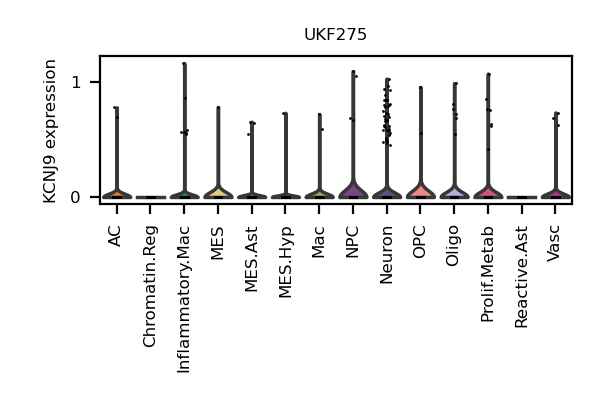 UKF275
KCNJ9 expression
1
0
AC
Chromatin.Reg
Inflammatory.Mac
MES
MES.Ast
MES.Hyp
Mac
NPC
Neuron
OPC
Oligo
Prolif.Metab
Reactive.Ast
Vasc